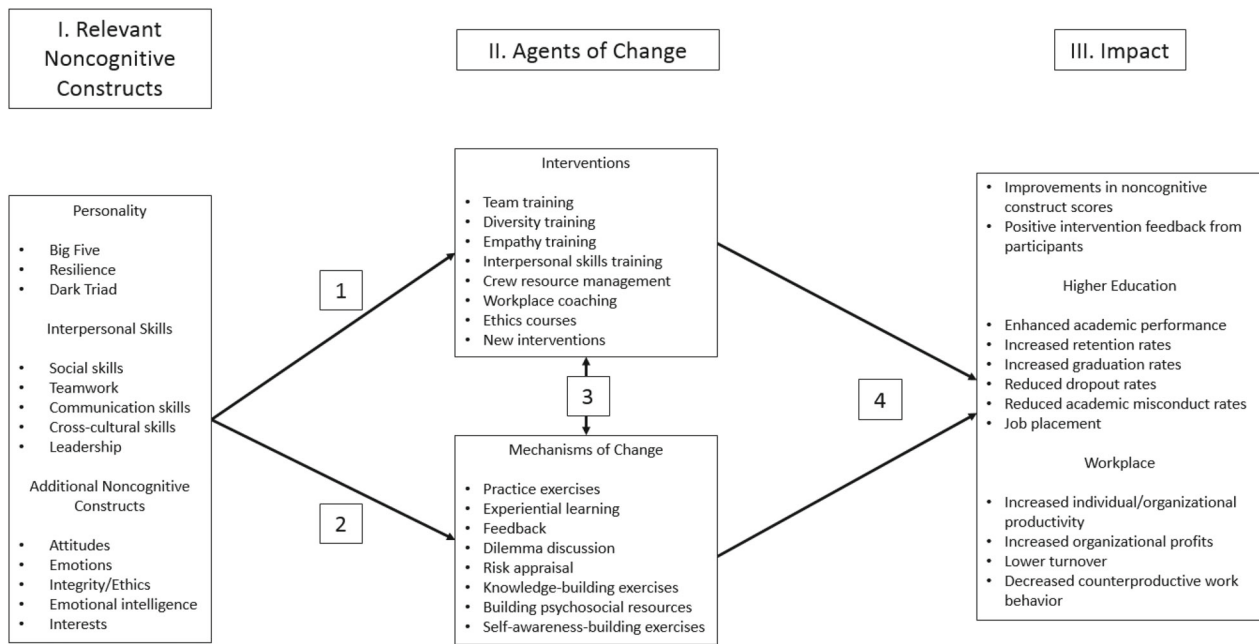 I. Relevant
Noncognitive
Constructs
II. Agents of Change
III. Impact
Personality
• Big Five
• Resilience
• Dark Triad
Interpersonal Skills
• Social skills
• Teamwork
• Communication skills
• Cross-cultural skills
• Leadership
Additional Noncognitive
Constructs
• Attitudes
• Emotions
• Integrity/Ethics
• Emotional intelligence
• Interests
1
2
Interventions
• Team training
• Diversity training
• Empathy training
• Interpersonal skills training
• Crew resource management
• Workplace coaching
• Ethics courses
• New interventions
3
Mechanisms of Change
• Practice exercises
• Experiential learning
• Feedback
• Dilemma discussion
• Risk appraisal
• Knowledge-building exercises
• Building psychosocial resources
• Self-awareness-building exercises
4
• Improvements in noncognitive
construct scores
• Positive intervention feedback from
participants
Higher Education
• Enhanced academic performance
• Increased retention rates
• Increased graduation rates
• Reduced dropout rates
• Reduced academic misconduct rates
• Job placement
Workplace
• Increased individual/organizational
productivity
• Increased organizational profits
• Lower turnover
• Decreased counterproductive work
behavior